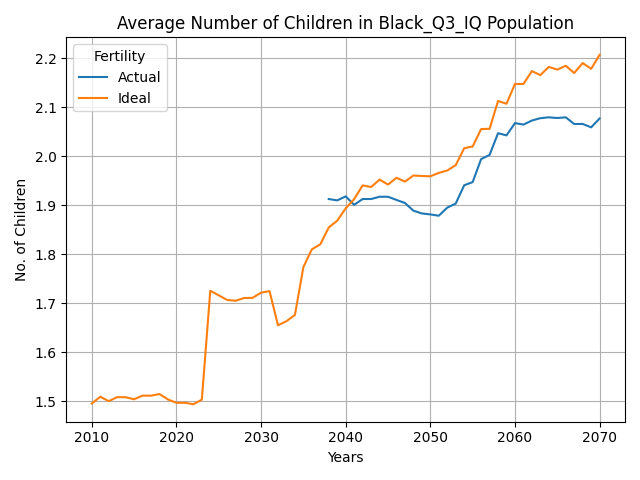 Average Number of Children in Black_Q3_IQ Population
Fertility
Actual
Ideal
No. of Children
2.2
2.1
2.0
1.9
1.8
1.7
1.6
1.5
2010 2020 2030 2040 2050 2060 2070
Years